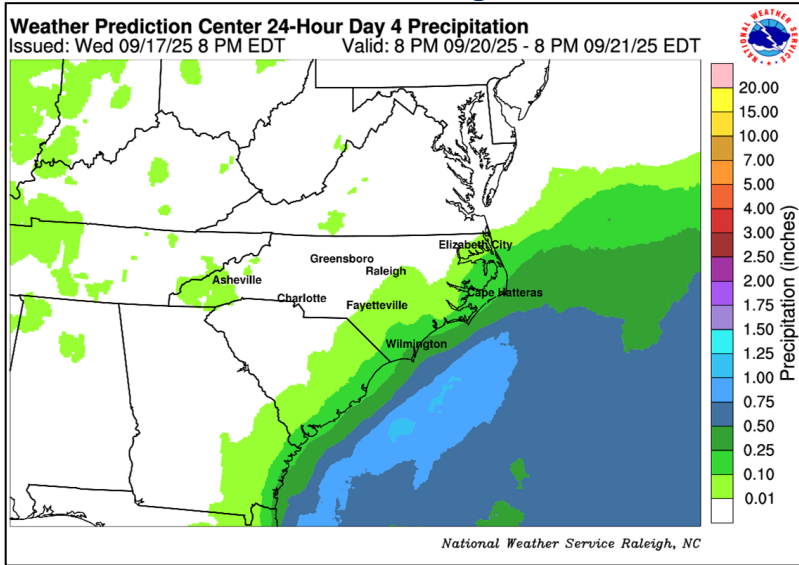 Weather Prediction Center 24-Hour Day 4 Precipitation
Issued: Wed 09/17/25 8 PM EDT Valid: 8 PM 09/20/25 - 8 PM 09/21/25 EDT
NATIONAL WEATHER SERVICE
Elizabeth City
Greensboro
Raleigh
Asheville
Cape Hatteras
Charlotte
Fayetteville
Wilmington
20.00
15.00
10.00
7.00
5.00
4.00
3.00
2.50
2.00
1.75
1.50
1.25
1.00
0.75
0.50
0.25
0.10
0.01
Precipitation (inches)
National Weather Service Raleigh, NC